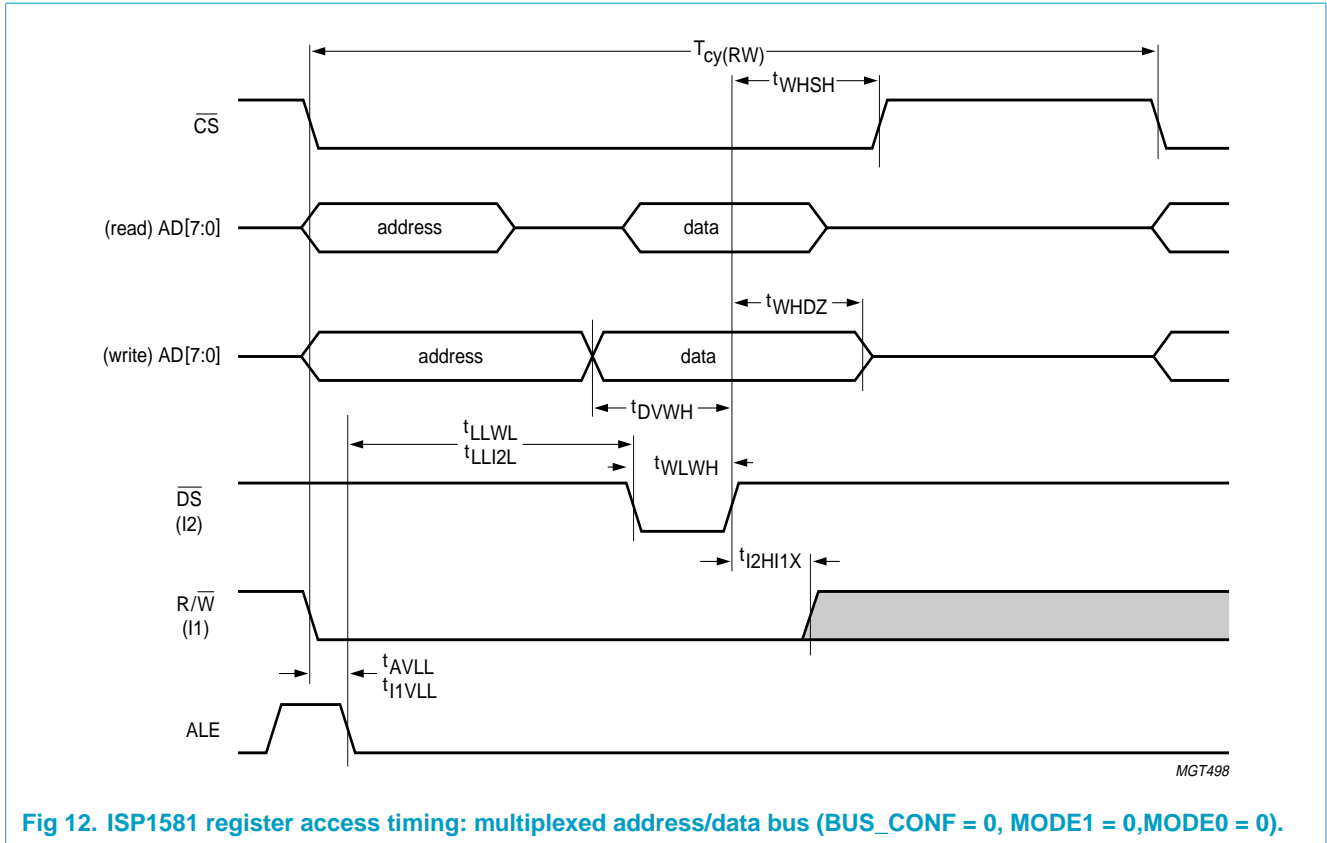 Tcy(RW)
tWHSH
CS
(read) AD[7:0]
address
data
tWHDZ
(write) AD[7:0]
address
data
tDVWH
tLLWL
tLLI2L
tWLWH
DS
(I2)
tI2HI1X
R/W
(I1)
tAVLL
tI1VLL
ALE
MGT498
Fig 12. ISP1581 register access timing: multiplexed address/data bus (BUS_CONF = 0, MODE1 = 0,MODE0 = 0).